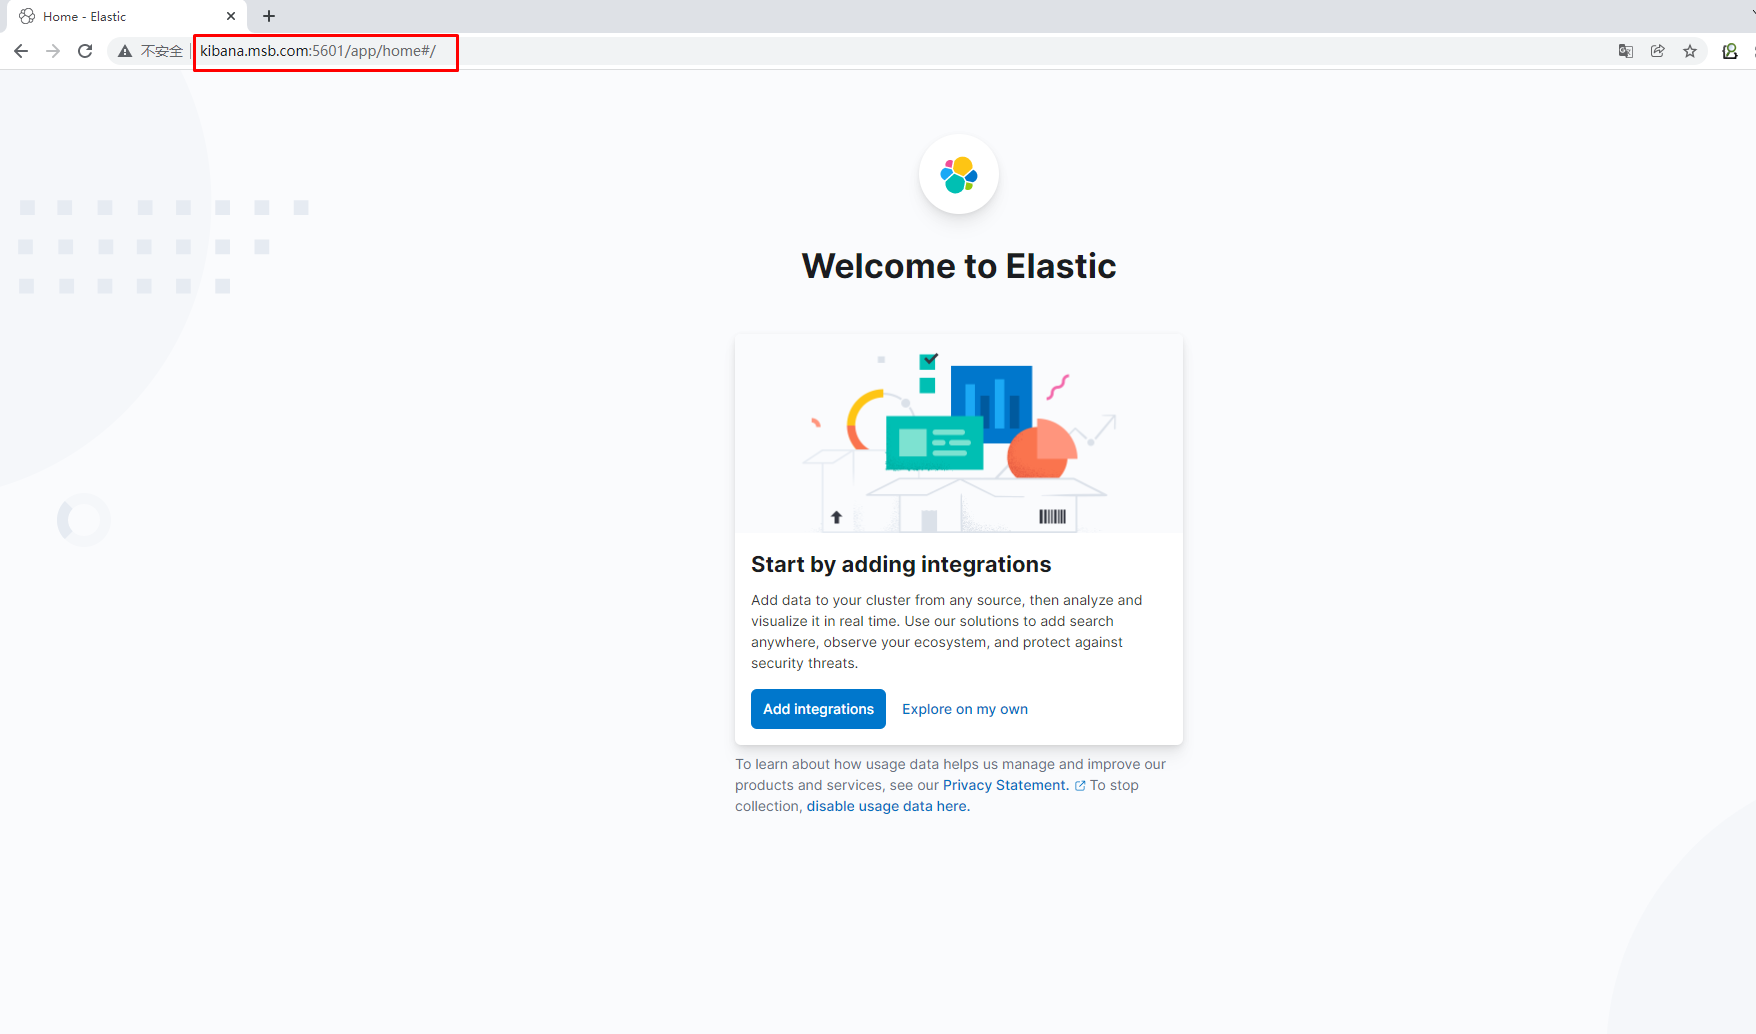 Home - Elastic
不安全
kibana.msb.com:5601/app/home#/
Welcome to Elastic
Start by adding integrations
Add data to your cluster from any source, then analyze and
visualize it in real time. Use our solutions to add search
anywhere, observe your ecosystem, and protect against
security threats.
Add integrations
Explore on my own
To learn about how usage data helps us manage and improve our
products and services, see our Privacy Statement. To stop
collection, disable usage data here.